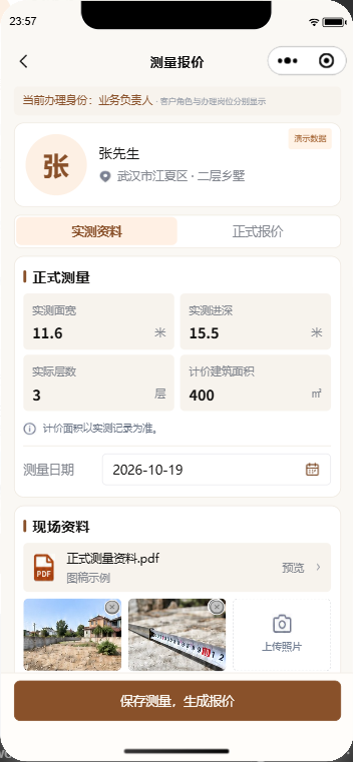 23:57
测量报价
当前办理身份：业务负责人 · 客户角色与办理岗位分别显示
演示数据
张
张先生
武汉市江夏区 · 二层乡墅
实测资料
正式报价
正式测量
实测面宽
实测进深
11.6 米
15.5 米
实际层数
计价建筑面积
3 层
400 ㎡
计价面积以实测记录为准。
测量日期
2026-10-19
现场资料
PDF
正式测量资料.pdf
图稿示例
预览
上传照片
保存测量，生成报价